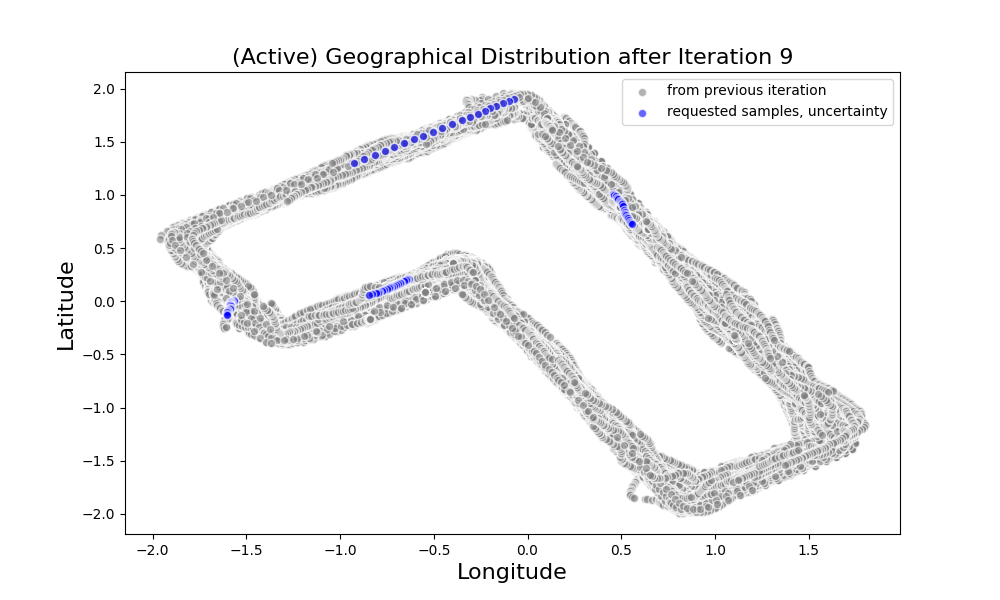 (Active) Geographical Distribution after Iteration 9
from previous iteration
requested samples, uncertainty
2.0
1.5
1.0
0.5
0.0
−0.5
−1.0
−1.5
−2.0
Latitude
−2.0 −1.5 −1.0 −0.5 0.0 0.5 1.0 1.5
Longitude